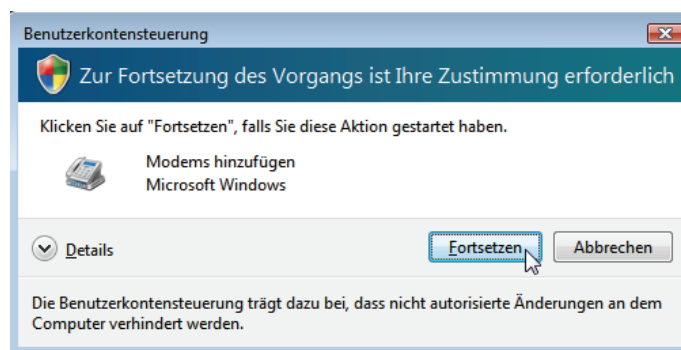 Benutzerkontensteuerung
Zur Fortsetzung des Vorgangs ist Ihre Zustimmung erforderlich
Klicken Sie auf "Fortsetzen", falls Sie diese Aktion gestartet haben.
Modems hinzufügen
Microsoft Windows
Details
Fortsetzen
Abbrechen
Die Benutzerkontensteuerung trägt dazu bei, dass nicht autorisierte Änderungen an dem
Computer verhindert werden.